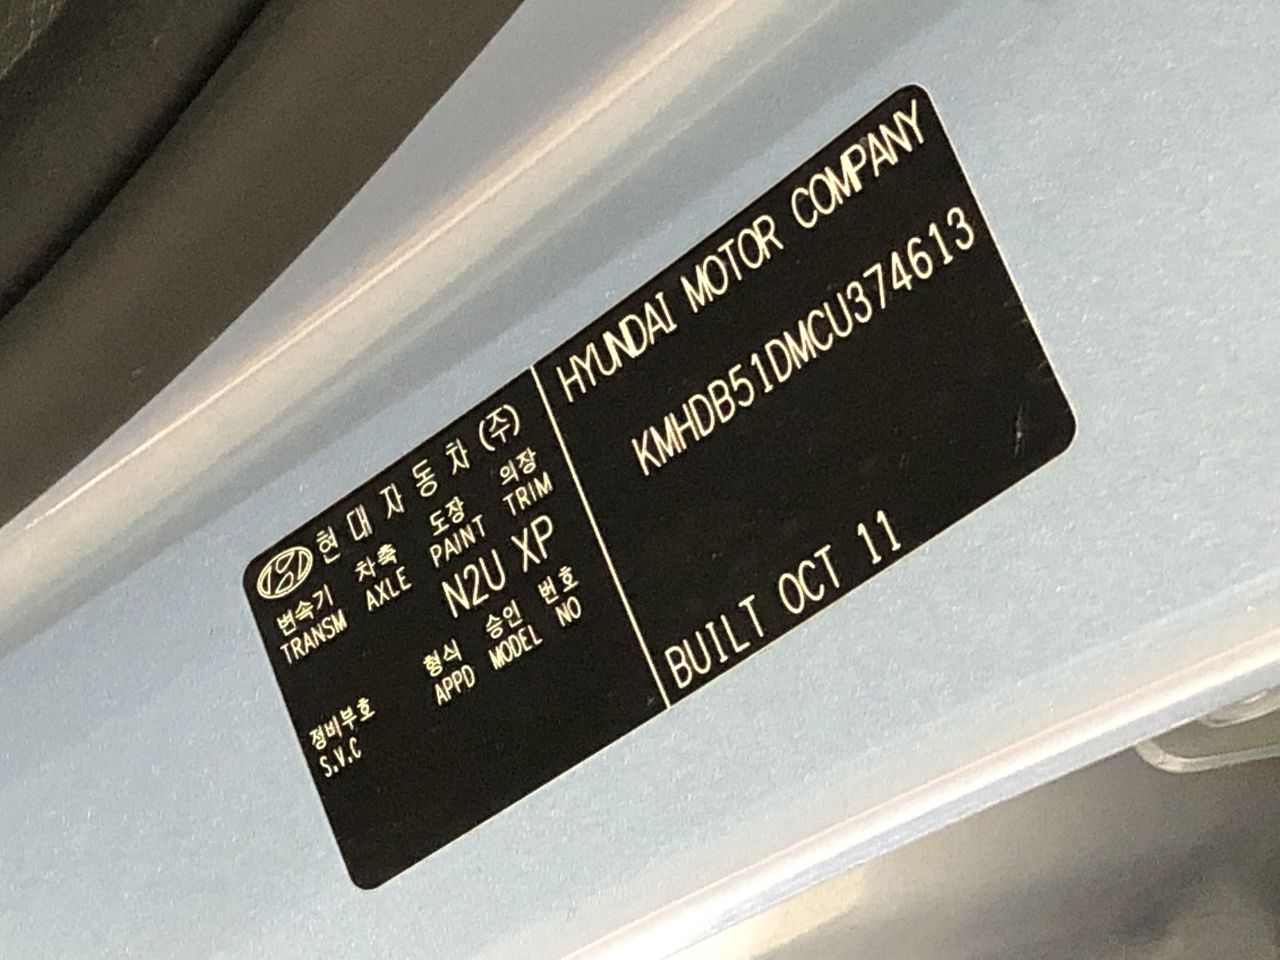 현대자동차(주)
변속기 차축 도장 의장
TRANSM AXLE PAINT TRIM
N2U XP
형식 승인 번호
APPD MODEL NO
정비부호
S.V.C
HYUNDAI MOTOR COMPANY
KMHDB51DMCU374613
BUILT OCT 11